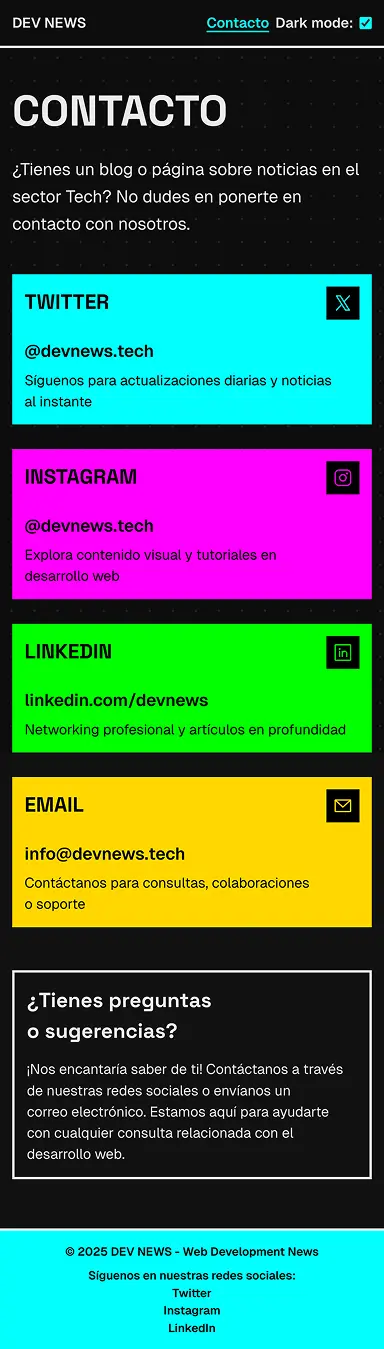 DEV NEWS
Contacto Dark mode:
CONTACTO
¿Tienes un blog o página sobre noticias en el
sector Tech? No dudes en ponerte en
contacto con nosotros.
TWITTER
@devnews.tech
Síguenos para actualizaciones diarias y noticias
al instante
INSTAGRAM
@devnews.tech
Explora contenido visual y tutoriales en
desarrollo web
LINKEDIN
linkedin.com/devnews
Networking profesional y artículos en profundidad
EMAIL
info@devnews.tech
Contáctanos para consultas, colaboraciones
o soporte
¿Tienes preguntas
o sugerencias?
¡Nos encantaría saber de ti! Contáctanos a través
de nuestras redes sociales o envíanos un
correo electrónico. Estamos aquí para ayudarte
con cualquier consulta relacionada con el
desarrollo web.
© 2025 DEV NEWS - Web Development News
Síguenos en nuestras redes sociales:
Twitter
Instagram
LinkedIn